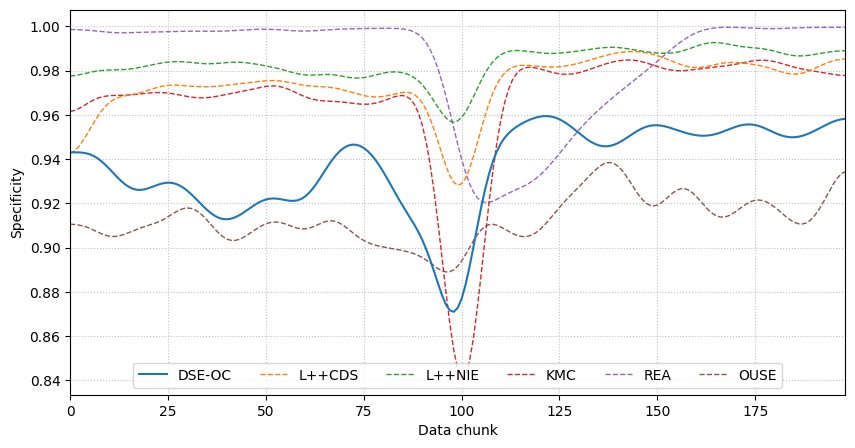 1.00
0.98
0.96
0.94
0.92
0.90
0.88
0.86
0.84
Specificity
DSE-OC L++CDS L++NIE KMC REA OUSE
0 25 50 75 100 125 150 175
Data chunk